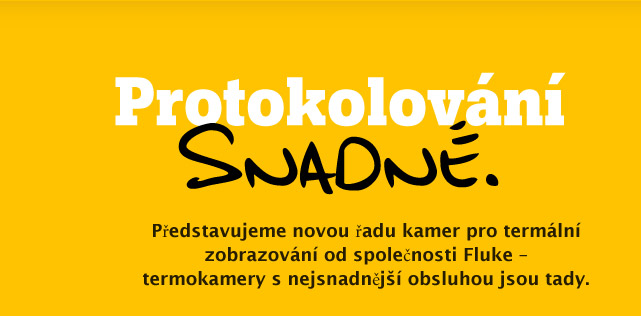 Protokolování
SNADNÉ.
Představujeme novou řadu kamer pro termální
zobrazování od společnosti Fluke –
termokamery s nejsnadnější obsluhou jsou tady.